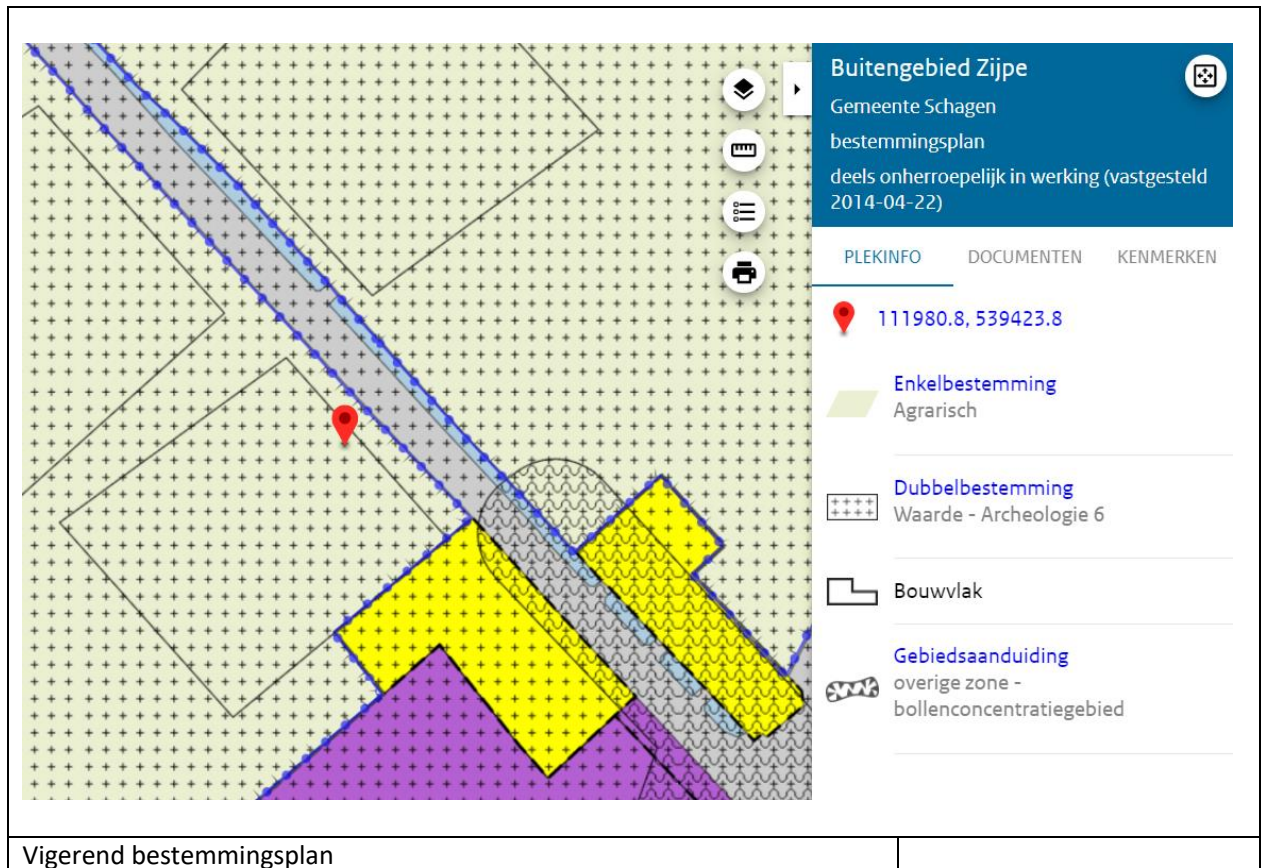 Buitengebied Zijpe
Gemeente Schagen
bestemmingsplan
deels onherroepelijk in werking (vastgesteld
2014-04-22)
PLEKINFO DOCUMENTEN KENMERKEN
111980.8, 539423.8
Enkelbestemming
Agrarisch
Dubbelbestemming
Waarde - Archeologie 6
Bouwvlak
Gebiedsaanduiding
overige zone -
bollenconcentratiegebied
Vigerend bestemmingsplan